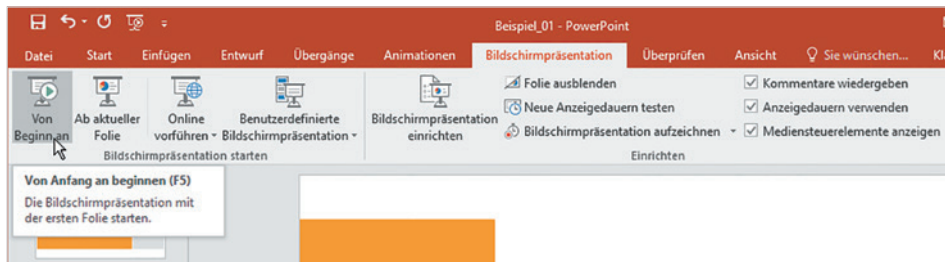 Beispiel_01 - PowerPoint
Datei Start Einfügen Entwurf Übergänge Animationen Bildschirmpräsentation Überprüfen Ansicht Sie wünschen...
Von Beginn an
Ab aktueller Folie
Online vorführen
Benutzerdefinierte Bildschirmpräsentation
Bildschirmpräsentation einrichten
Folie ausblenden
Neue Anzeigedauern testen
Bildschirmpräsentation aufzeichnen
Kommentare wiedergeben
Anzeigedauern verwenden
Mediensteuerelemente anzeigen
Bildschirmpräsentation starten
Einrichten
Von Anfang an beginnen (F5)
Die Bildschirmpräsentation mit
der ersten Folie starten.